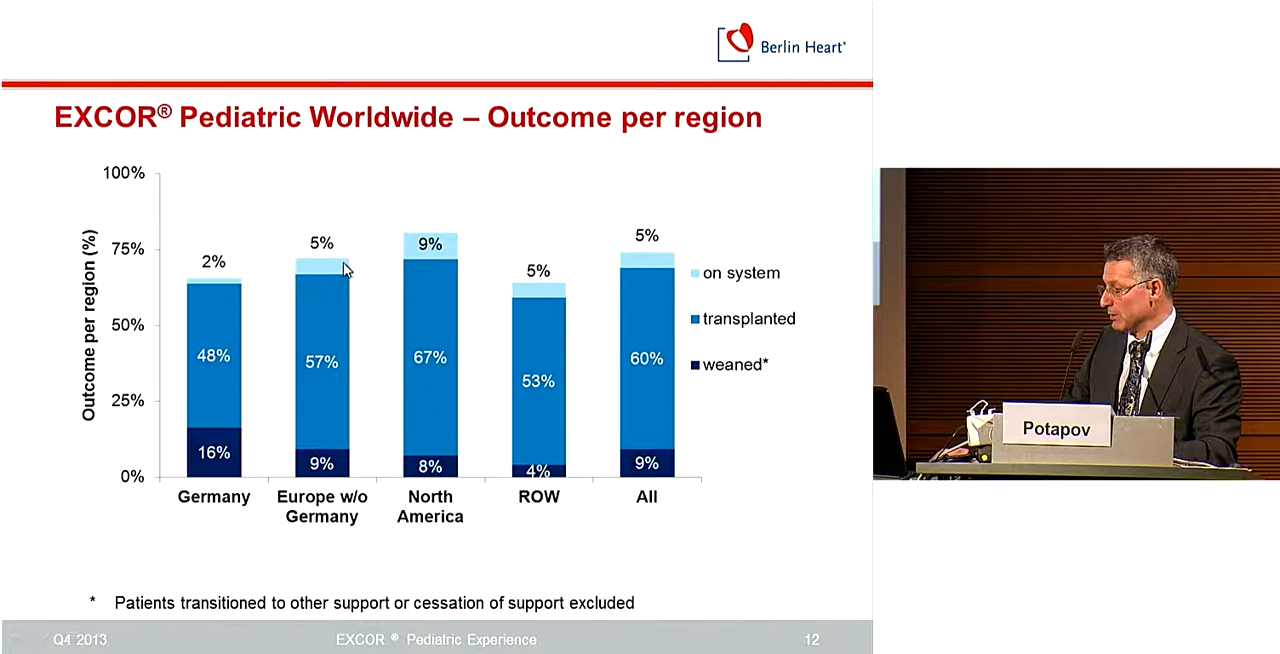 Berlin Heart®
EXCOR® Pediatric Worldwide – Outcome per region
Outcome per region (%)
100%
75%
50%
25%
0%
2%
48%
16%
5%
57%
9%
9%
67%
8%
5%
53%
4%
5%
60%
9%
on system
transplanted
weaned*
Germany
Europe w/o
Germany
North
America
ROW
All
* Patients transitioned to other support or cessation of support excluded
Q4 2013
EXCOR ® Pediatric Experience
12
Potapov